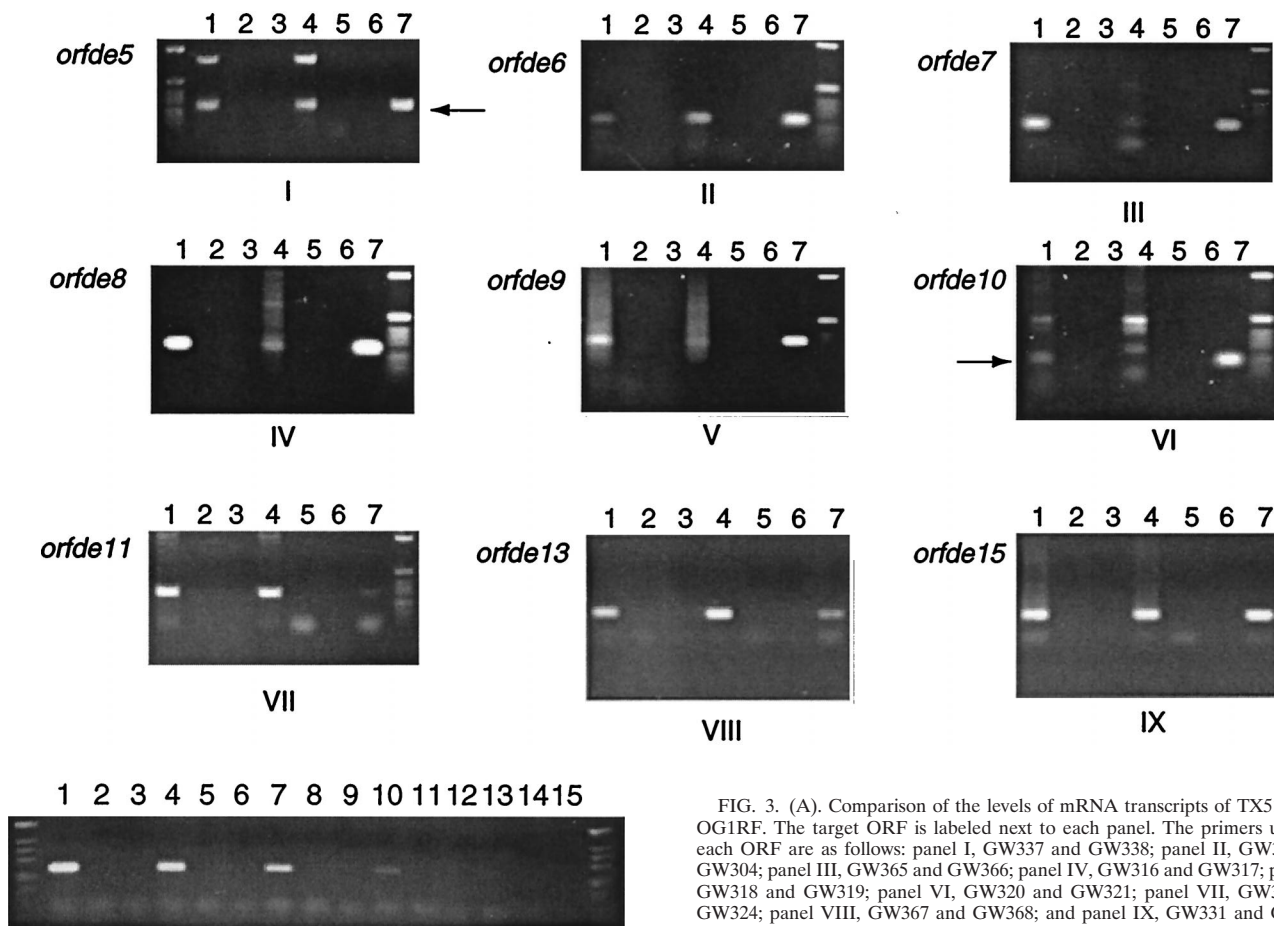 1 2 3 4 5 6 7
orfde5
I
1 2 3 4 5 6 7
orfde6
II
1 2 3 4 5 6 7
orfde7
III
1 2 3 4 5 6 7
orfde8
IV
1 2 3 4 5 6 7
orfde9
V
1 2 3 4 5 6 7
orfde10
VI
1 2 3 4 5 6 7
orfde11
VII
1 2 3 4 5 6 7
orfde13
VIII
1 2 3 4 5 6 7
orfde15
IX
1 2 3 4 5 6 7 8 9 10 11 12 13 14 15
FIG. 3. (A). Comparison of the levels of mRNA transcripts of TX5
OG1RF. The target ORF is labeled next to each panel. The primers u
each ORF are as follows: panel I, GW337 and GW338; panel II, GW3
GW304; panel III, GW365 and GW366; panel IV, GW316 and GW317; p
GW318 and GW319; panel VI, GW320 and GW321; panel VII, GW3
GW324; panel VIII, GW367 and GW368; and panel IX, GW331 and G